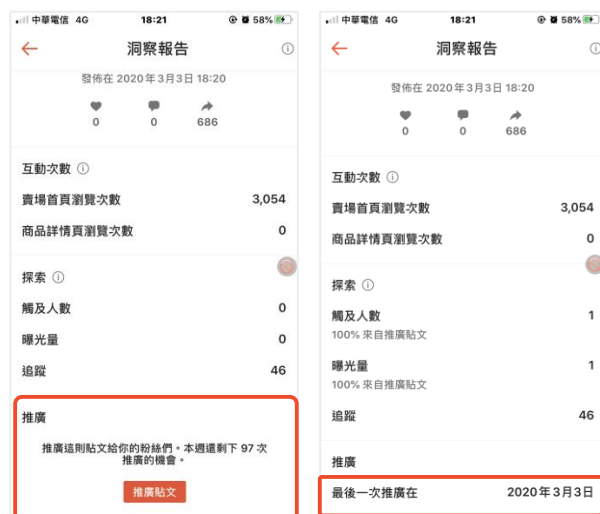 中華電信 4G 18:21 58%
洞察報告
發佈在 2020年3月3日 18:20
0 0 686
互動次數
賣場首頁瀏覽次數 3,054
商品詳情頁瀏覽次數 0
探索
觸及人數 0
曝光量 0
追蹤 46
推廣
推廣這則貼文給你的粉絲們。本週還剩下 97 次
推廣的機會。
推廣貼文
中華電信 4G 18:21 58%
洞察報告
發佈在 2020年3月3日 18:20
0 0 686
互動次數
賣場首頁瀏覽次數 3,054
商品詳情頁瀏覽次數 0
探索
觸及人數 1
100% 來自推廣貼文
曝光量 1
100% 來自推廣貼文
追蹤 46
推廣
最後一次推廣在 2020年3月3日